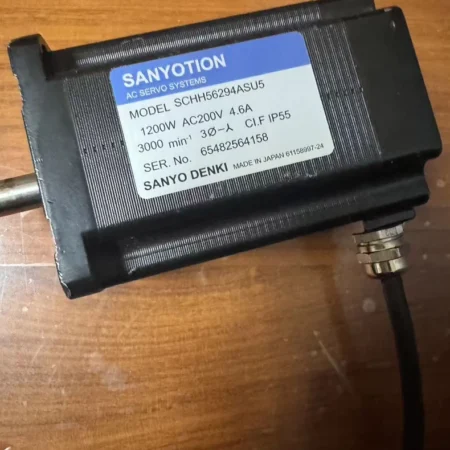 SANYOTION
AC SERVO SYSTEMS
MODEL SCHH56294ASU5
1200W AC200V 4.6A
3000 min⁻¹ 3Ø-⅄ CI.F IP55
SER. No. 65482564158
SANYO DENKI MADE IN JAPAN 61158997-24